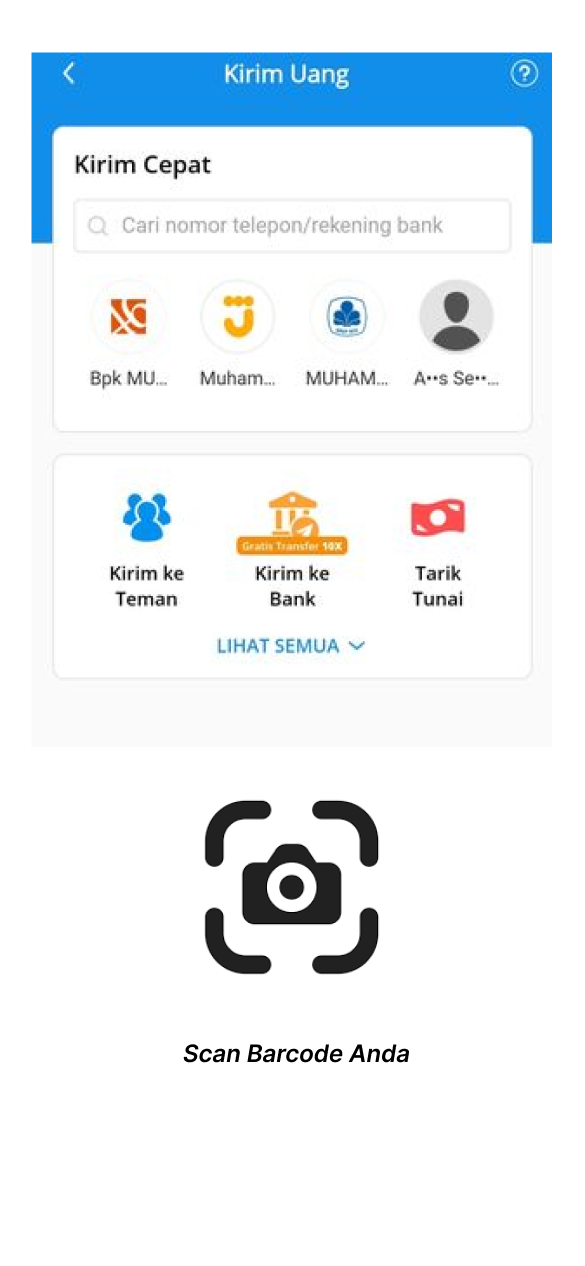 Kirim Uang
?
Kirim Cepat
Cari nomor telepon/rekening bank
Bpk MU...
Muham...
MUHAM...
A••s Se••...
Gratis Transfer 10X
Kirim ke
Teman
Kirim ke
Bank
Tarik
Tunai
LIHAT SEMUA
Scan Barcode Anda